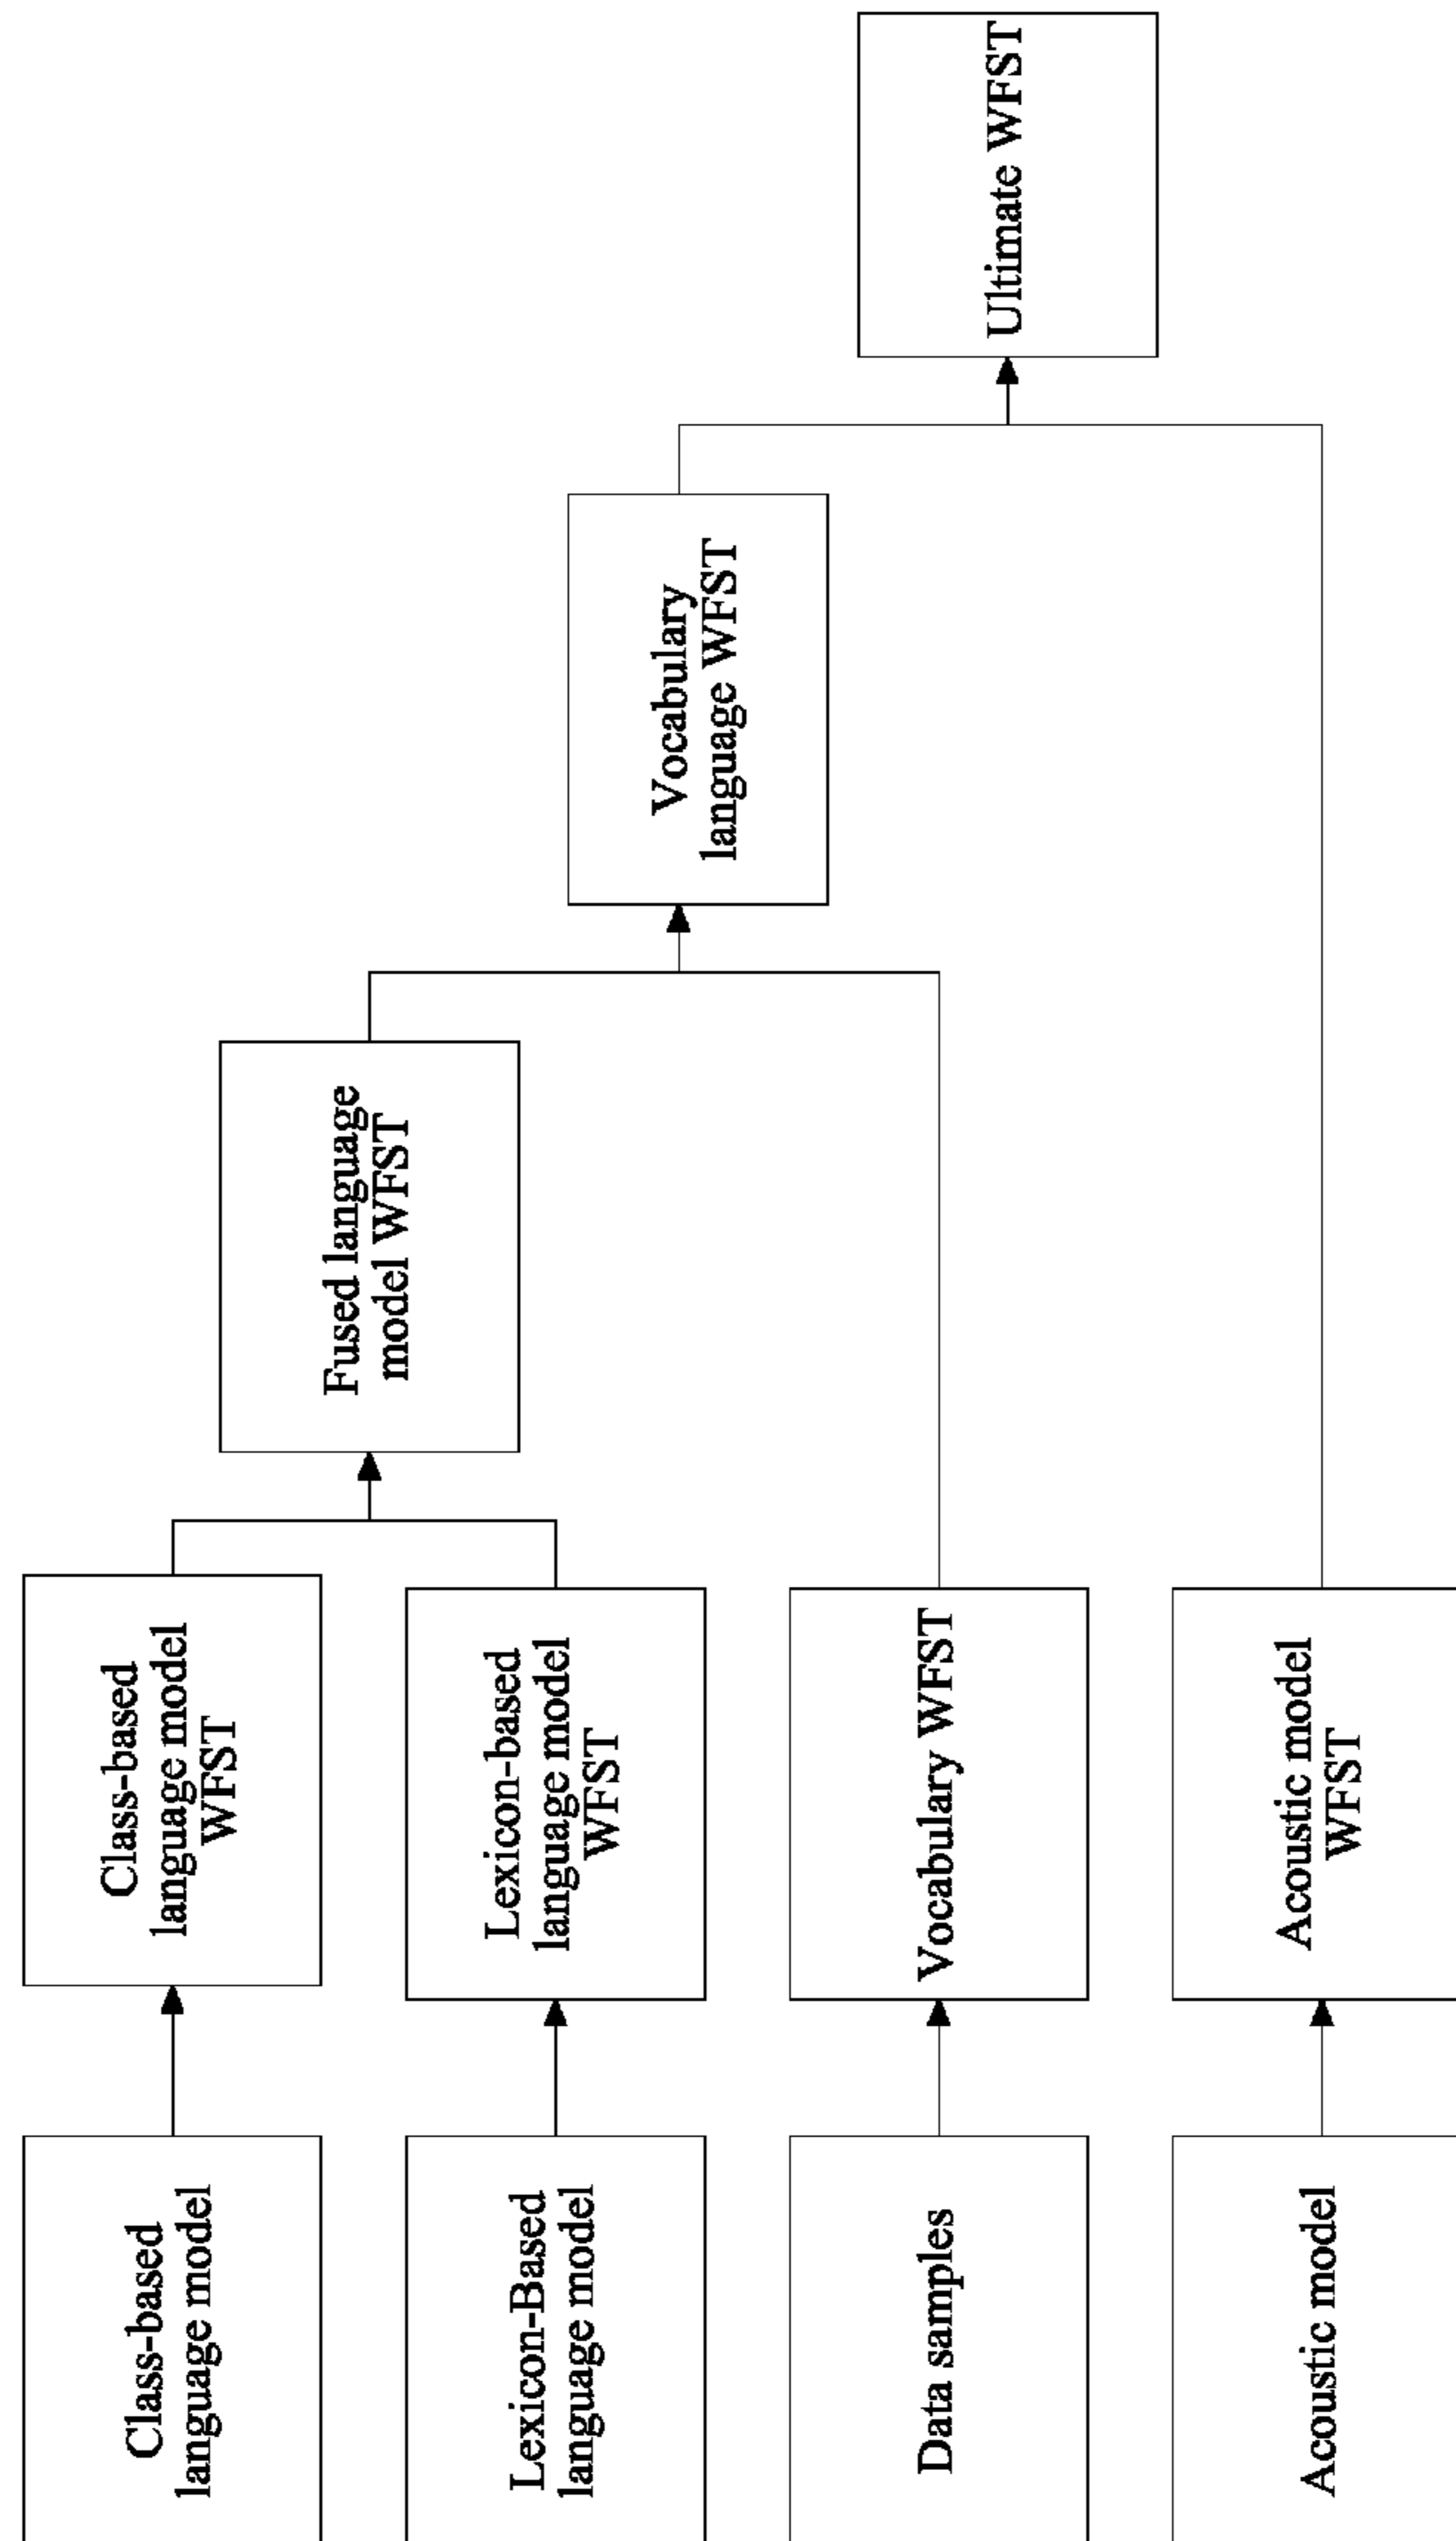 Class-based
language model
Class-based
language model
WFST
Lexicon-Based
language model
Lexicon-based
language model
WFST
Fused language
model WFST
Data samples
Vocabulary WFST
Vocabulary
language WFST
Acoustic model
Acoustic model
WFST
Ultimate WFST